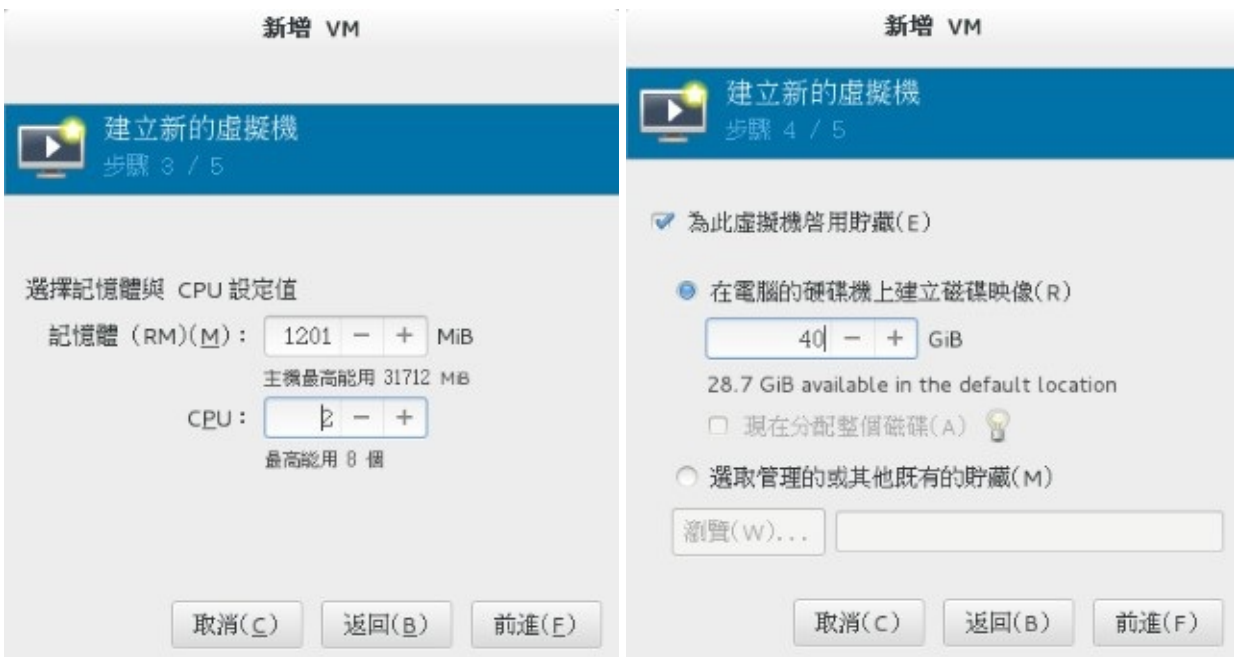 新增 VM
建立新的虛擬機
步驟 3 / 5
選擇記憶體與 CPU 設定值
記憶體 (RM)(M): 1201 − + MiB
主機最高能用 31712 MiB
CPU: 2 − +
最高能用 8 個
取消(C) 返回(B) 前進(F)
新增 VM
建立新的虛擬機
步驟 4 / 5
為此虛擬機啓用貯藏(E)
在電腦的硬碟機上建立磁碟映像(R)
40 − + GiB
28.7 GiB available in the default location
現在分配整個磁碟(A)
選取管理的或其他既有的貯藏(M)
瀏覽(W)...
取消(C) 返回(B) 前進(F)